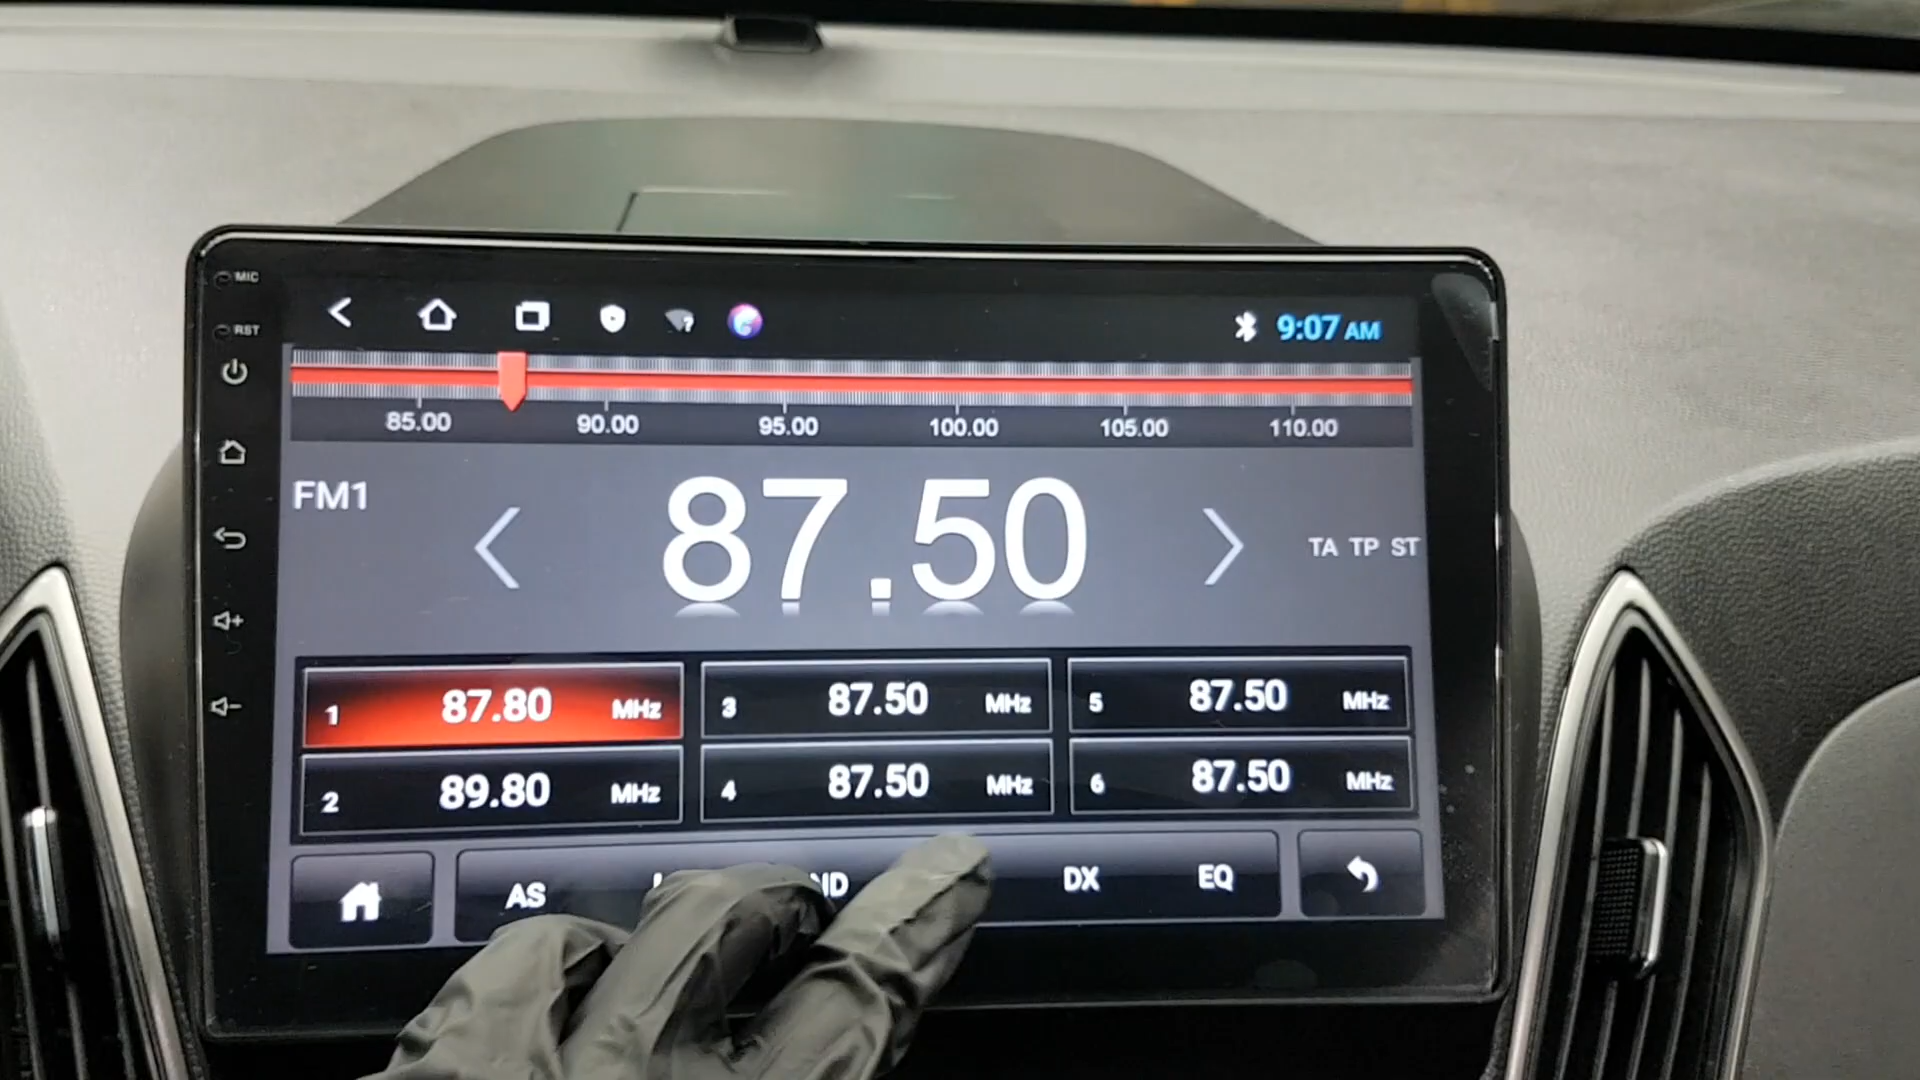 MIC
RST
9:07 AM
85.00 90.00 95.00 100.00 105.00 110.00
FM1
87.50
TA TP ST
1 87.80 MHz
3 87.50 MHz
5 87.50 MHz
2 89.80 MHz
4 87.50 MHz
6 87.50 MHz
AS DX EQ